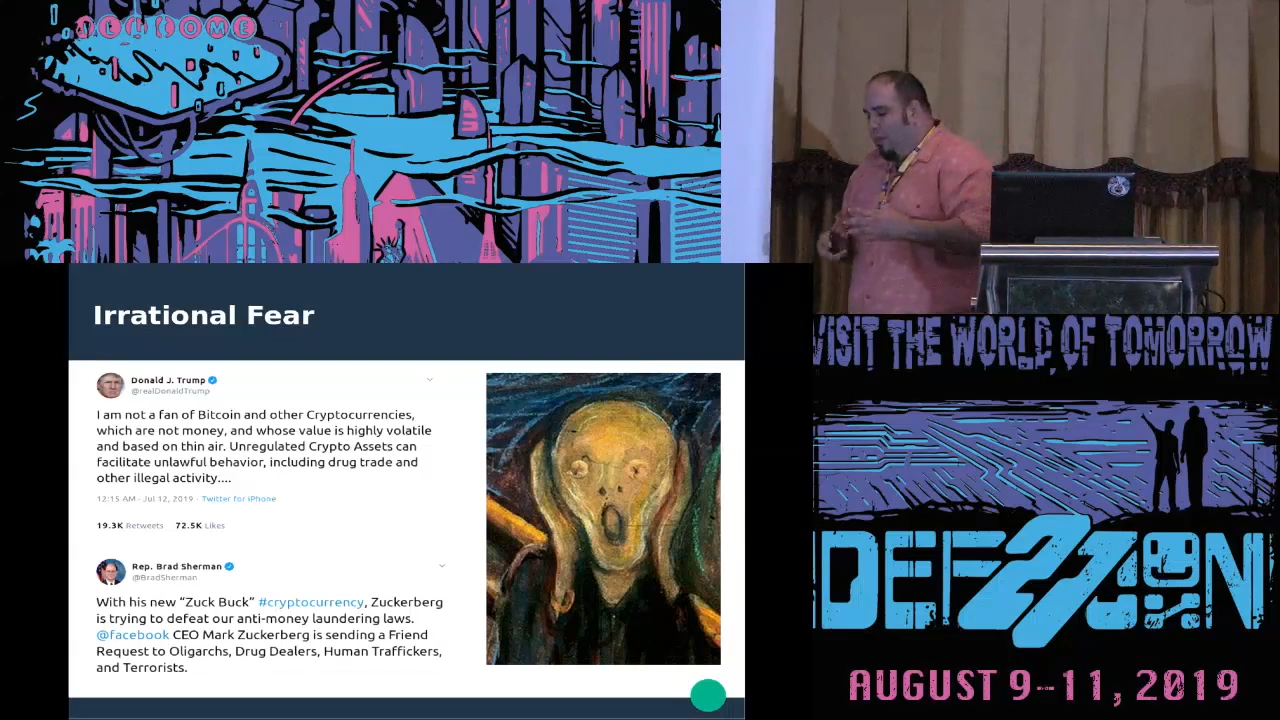 WELCOME
Irrational Fear
Donald J. Trump
@realDonaldTrump
I am not a fan of Bitcoin and other Cryptocurrencies,
which are not money, and whose value is highly volatile
and based on thin air. Unregulated Crypto Assets can
facilitate unlawful behavior, including drug trade and
other illegal activity....
12:15 AM · Jul 12, 2019 · Twitter for iPhone
19.3K Retweets 72.5K Likes
Rep. Brad Sherman
@BradSherman
With his new “Zuck Buck” #cryptocurrency, Zuckerberg
is trying to defeat our anti-money laundering laws.
@facebook CEO Mark Zuckerberg is sending a Friend
Request to Oligarchs, Drug Dealers, Human Traffickers,
and Terrorists.
VISIT THE WORLD OF TOMORROW
DEF 27 CON
AUGUST 9-11, 2019